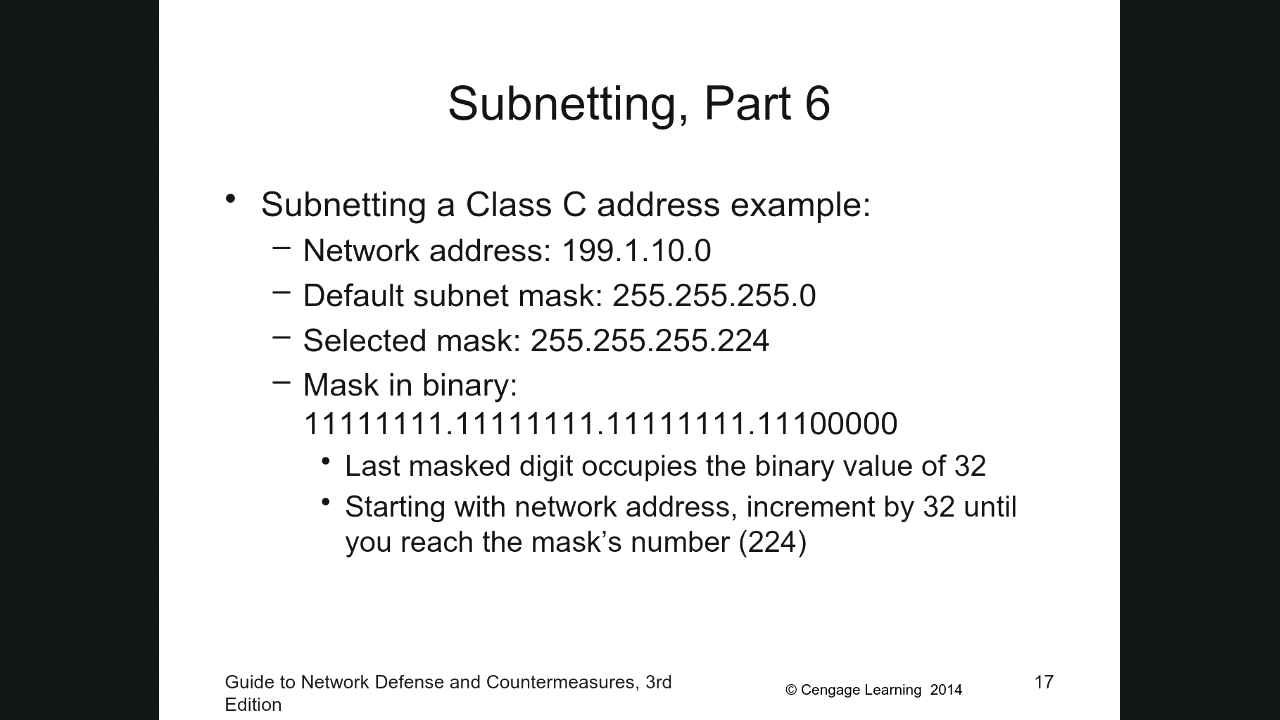 Subnetting, Part 6
• Subnetting a Class C address example:
– Network address: 199.1.10.0
– Default subnet mask: 255.255.255.0
– Selected mask: 255.255.255.224
– Mask in binary:
11111111.11111111.11111111.11100000
• Last masked digit occupies the binary value of 32
• Starting with network address, increment by 32 until
you reach the mask’s number (224)
Guide to Network Defense and Countermeasures, 3rd
Edition
© Cengage Learning 2014
17